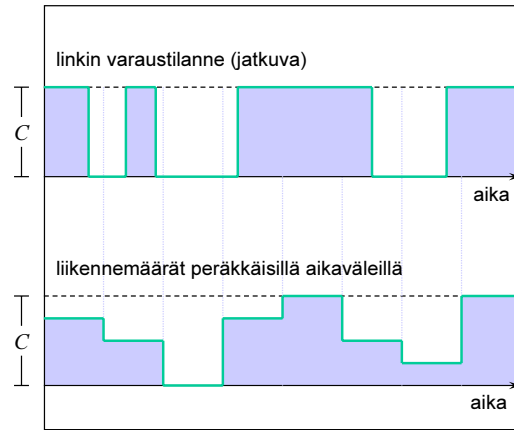 linkin varaustilanne (jatkuva)
C
aika
liikennemäärät peräkkäisillä aikaväleillä
C
aika